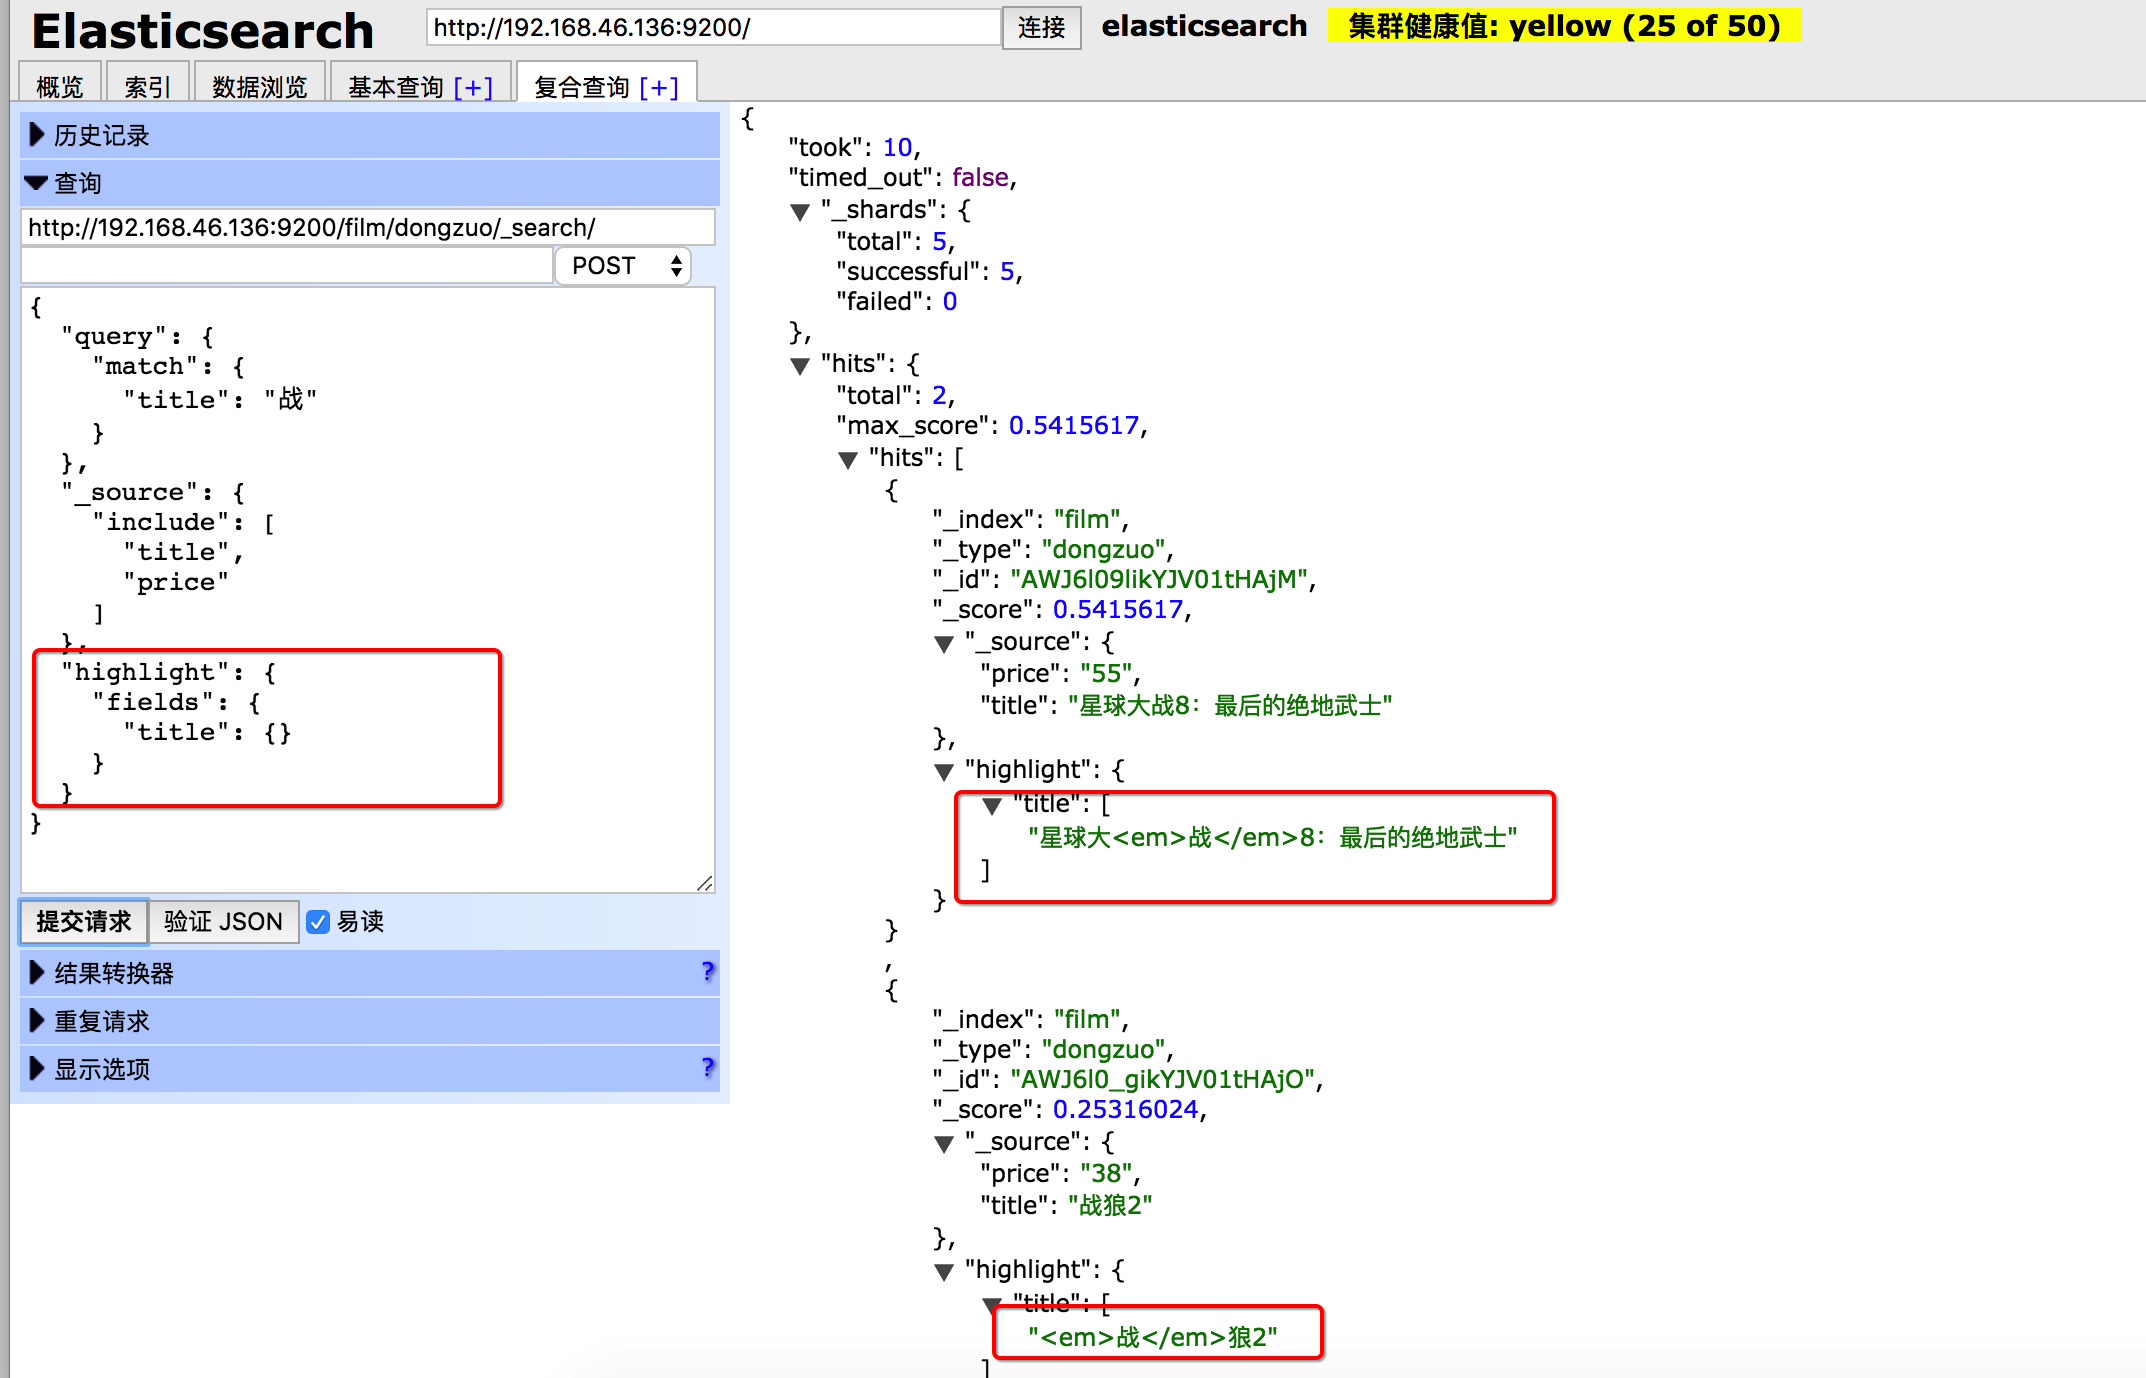 Elasticsearch
http://192.168.46.136:9200/
连接
elasticsearch
集群健康值: yellow (25 of 50)
概览
索引
数据浏览
基本查询 [+]
复合查询 [+]
历史记录
查询
http://192.168.46.136:9200/film/dongzuo/_search/
POST
{
"query": {
"match": {
"title": "战"
}
},
"_source": {
"include": [
"title",
"price"
]
},
"highlight": {
"fields": {
"title": {}
}
}
}
提交请求
验证 JSON
易读
结果转换器 ?
重复请求
显示选项 ?
{
"took": 10,
"timed_out": false,
"_shards": {
"total": 5,
"successful": 5,
"failed": 0
},
"hits": {
"total": 2,
"max_score": 0.5415617,
"hits": [
{
"_index": "film",
"_type": "dongzuo",
"_id": "AWJ6l09likYJV01tHAjM",
"_score": 0.5415617,
"_source": {
"price": "55",
"title": "星球大战8：最后的绝地武士"
},
"highlight": {
"title": [
"星球大<em>战</em>8：最后的绝地武士"
]
}
}
,
{
"_index": "film",
"_type": "dongzuo",
"_id": "AWJ6l0_gikYJV01tHAjO",
"_score": 0.25316024,
"_source": {
"price": "38",
"title": "战狼2"
},
"highlight": {
"title": [
"<em>战</em>狼2"
]